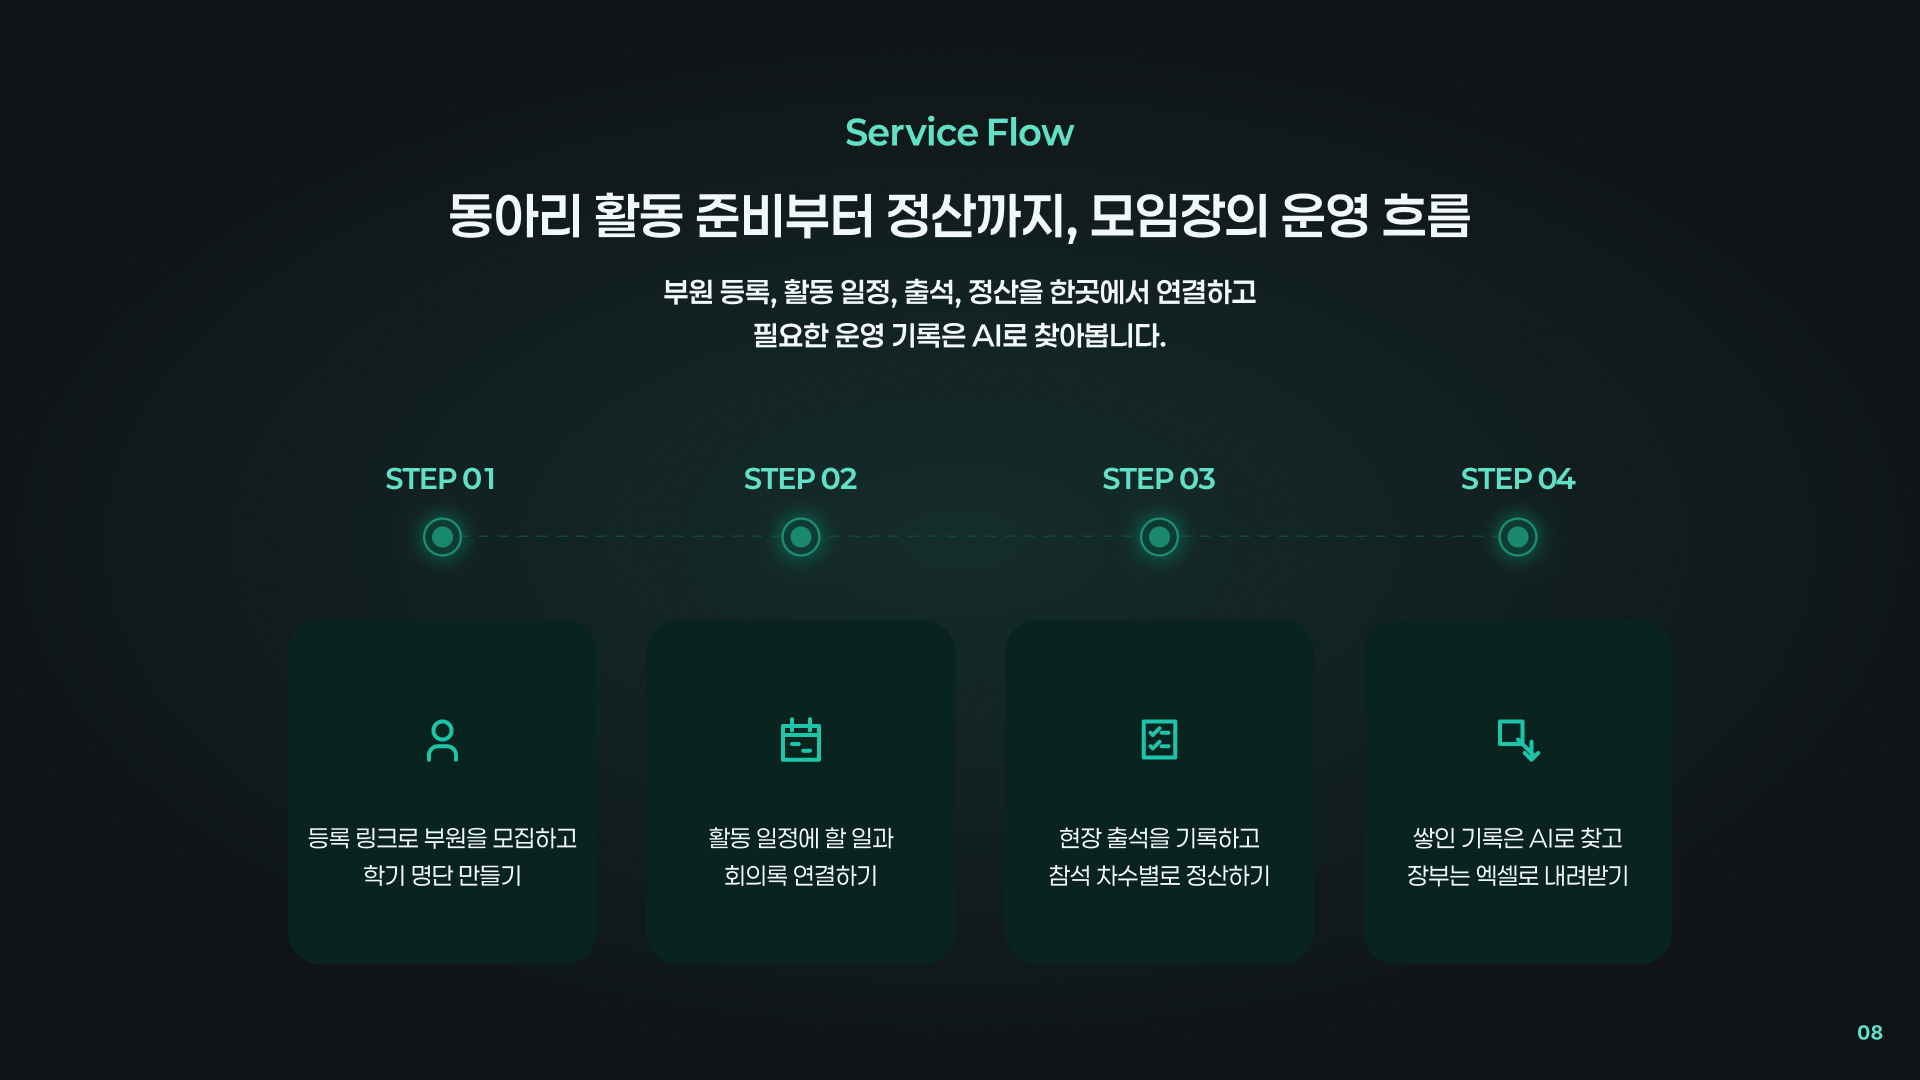 Service Flow
동아리 활동 준비부터 정산까지, 모임장의 운영 흐름
부원 등록, 활동 일정, 출석, 정산을 한곳에서 연결하고
필요한 운영 기록은 AI로 찾아봅니다.
STEP 01
STEP 02
STEP 03
STEP 04
등록 링크로 부원을 모집하고
학기 명단 만들기
활동 일정에 할 일과
회의록 연결하기
현장 출석을 기록하고
참석 차수별로 정산하기
쌓인 기록은 AI로 찾고
장부는 엑셀로 내려받기
08